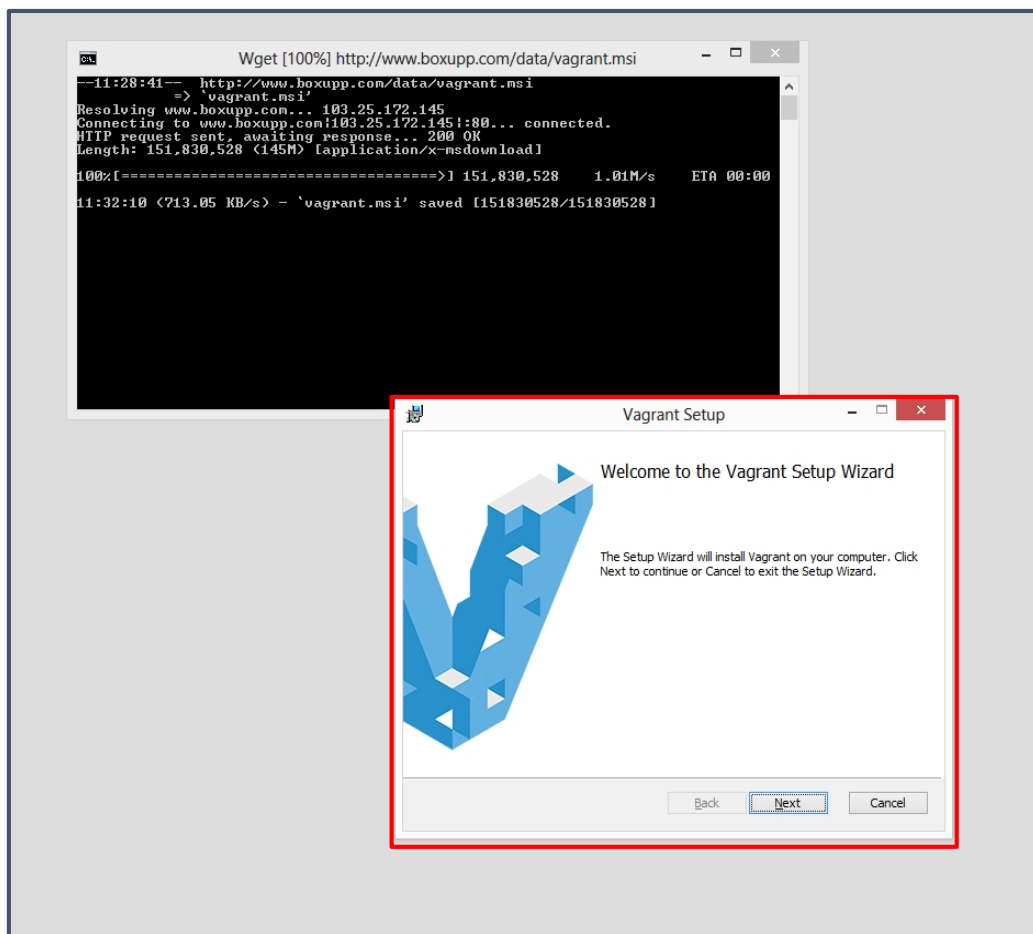 Wget [100%] http://www.boxupp.com/data/vagrant.msi
--11:28:41-- http://www.boxupp.com/data/vagrant.msi
=> `vagrant.msi'
Resolving www.boxupp.com... 103.25.172.145
Connecting to www.boxupp.com|103.25.172.145|:80... connected.
HTTP request sent, awaiting response... 200 OK
Length: 151,830,528 (145M) [application/x-msdownload]
100%[====================================>] 151,830,528 1.01M/s ETA 00:00
11:32:10 (713.05 KB/s) - `vagrant.msi' saved [151830528/151830528]
Vagrant Setup
Welcome to the Vagrant Setup Wizard
The Setup Wizard will install Vagrant on your computer. Click
Next to continue or Cancel to exit the Setup Wizard.
Back Next Cancel